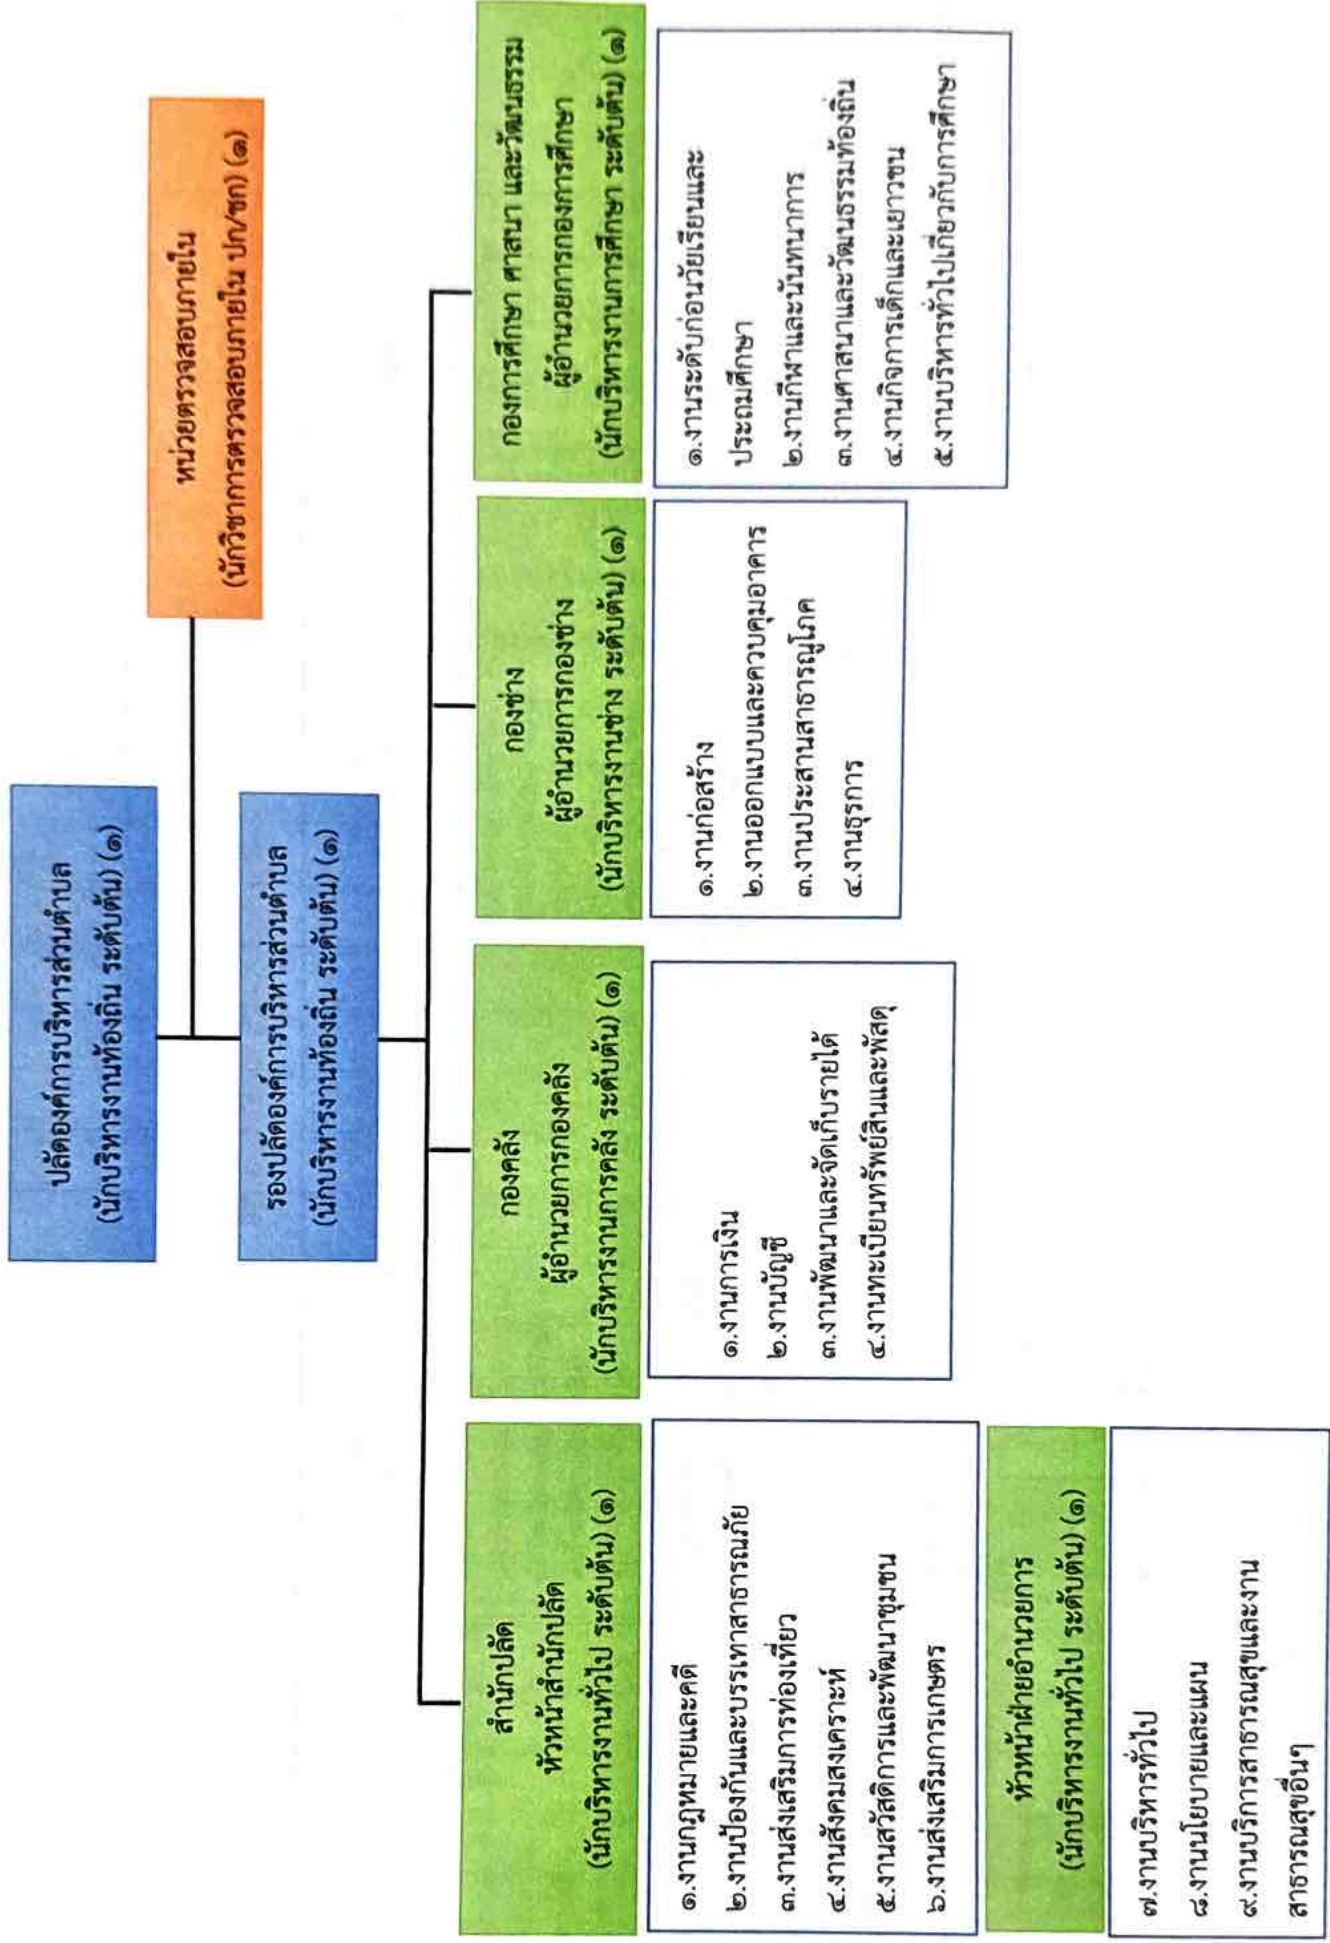 ปลัดองค์การบริหารส่วนตำบล
(นักบริหารงานท้องถิ่น ระดับต้น) (๑)
หน่วยตรวจสอบภายใน
(นักวิชาการตรวจสอบภายใน ปก/ชก) (๑)
รองปลัดองค์การบริหารส่วนตำบล
(นักบริหารงานท้องถิ่น ระดับต้น) (๑)
สำนักปลัด
หัวหน้าสำนักปลัด
(นักบริหารงานทั่วไป ระดับต้น) (๑)
๑.งานกฎหมายและคดี
๒.งานป้องกันและบรรเทาสาธารณภัย
๓.งานส่งเสริมการท่องเที่ยว
๔.งานสังคมสงเคราะห์
๕.งานสวัสดิการและพัฒนาชุมชน
๖.งานส่งเสริมการเกษตร
หัวหน้าฝ่ายอำนวยการ
(นักบริหารงานทั่วไป ระดับต้น) (๑)
๗.งานบริหารทั่วไป
๘.งานนโยบายและแผน
๙.งานบริการสาธารณสุขและงาน
สาธารณสุขอื่นๆ
กองคลัง
ผู้อำนวยการกองคลัง
(นักบริหารงานการคลัง ระดับต้น) (๑)
๑.งานการเงิน
๒.งานบัญชี
๓.งานพัฒนาและจัดเก็บรายได้
๔.งานทะเบียนทรัพย์สินและพัสดุ
กองช่าง
ผู้อำนวยการกองช่าง
(นักบริหารงานช่าง ระดับต้น) (๑)
๑.งานก่อสร้าง
๒.งานออกแบบและควบคุมอาคาร
๓.งานประสานสาธารณูโภค
๔.งานธุรการ
กองการศึกษา ศาสนา และวัฒนธรรม
ผู้อำนวยการกองการศึกษา
(นักบริหารงานการศึกษา ระดับต้น) (๑)
๑.งานระดับก่อนวัยเรียนและ
ประถมศึกษา
๒.งานกีฬาและนันทนาการ
๓.งานศาสนาและวัฒนธรรมท้องถิ่น
๔.งานกิจการเด็กและเยาวชน
๕.งานบริหารทั่วไปเกี่ยวกับการศึกษา